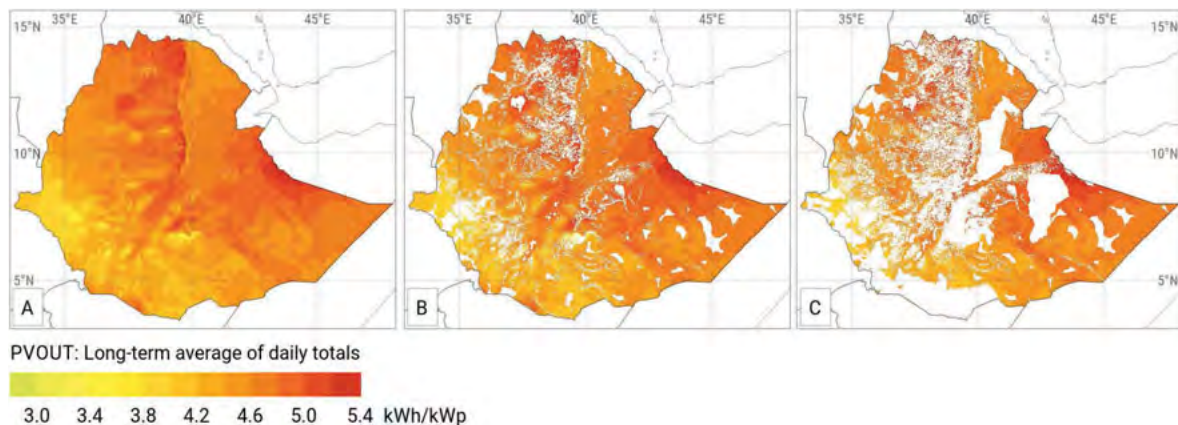 35°E 40°E 45°E 35°E 40°E 45°E 35°E 40°E 45°E
15°N 15°N
10°N 10°N
5°N 5°N
A B C
PVOUT: Long-term average of daily totals
3.0 3.4 3.8 4.2 4.6 5.0 5.4 kWh/kWp